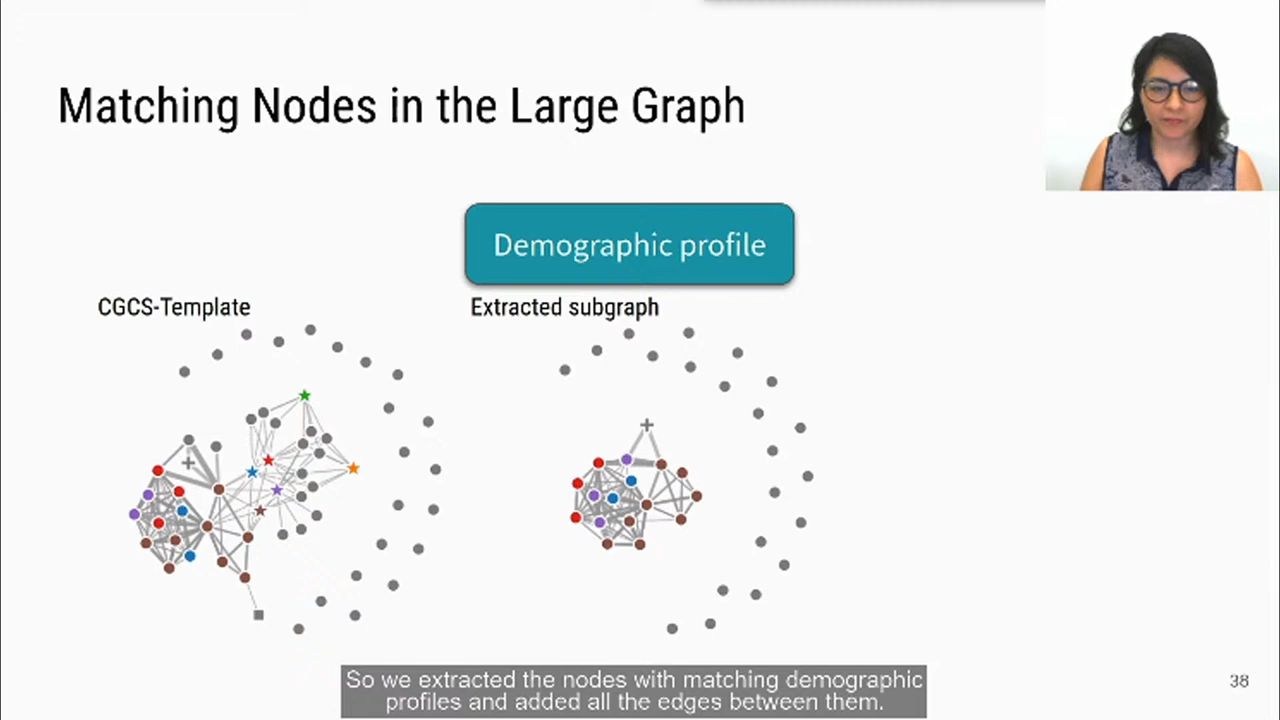 Matching Nodes in the Large Graph
Demographic profile
CGCS-Template
Extracted subgraph
So we extracted the nodes with matching demographic
profiles and added all the edges between them.
38